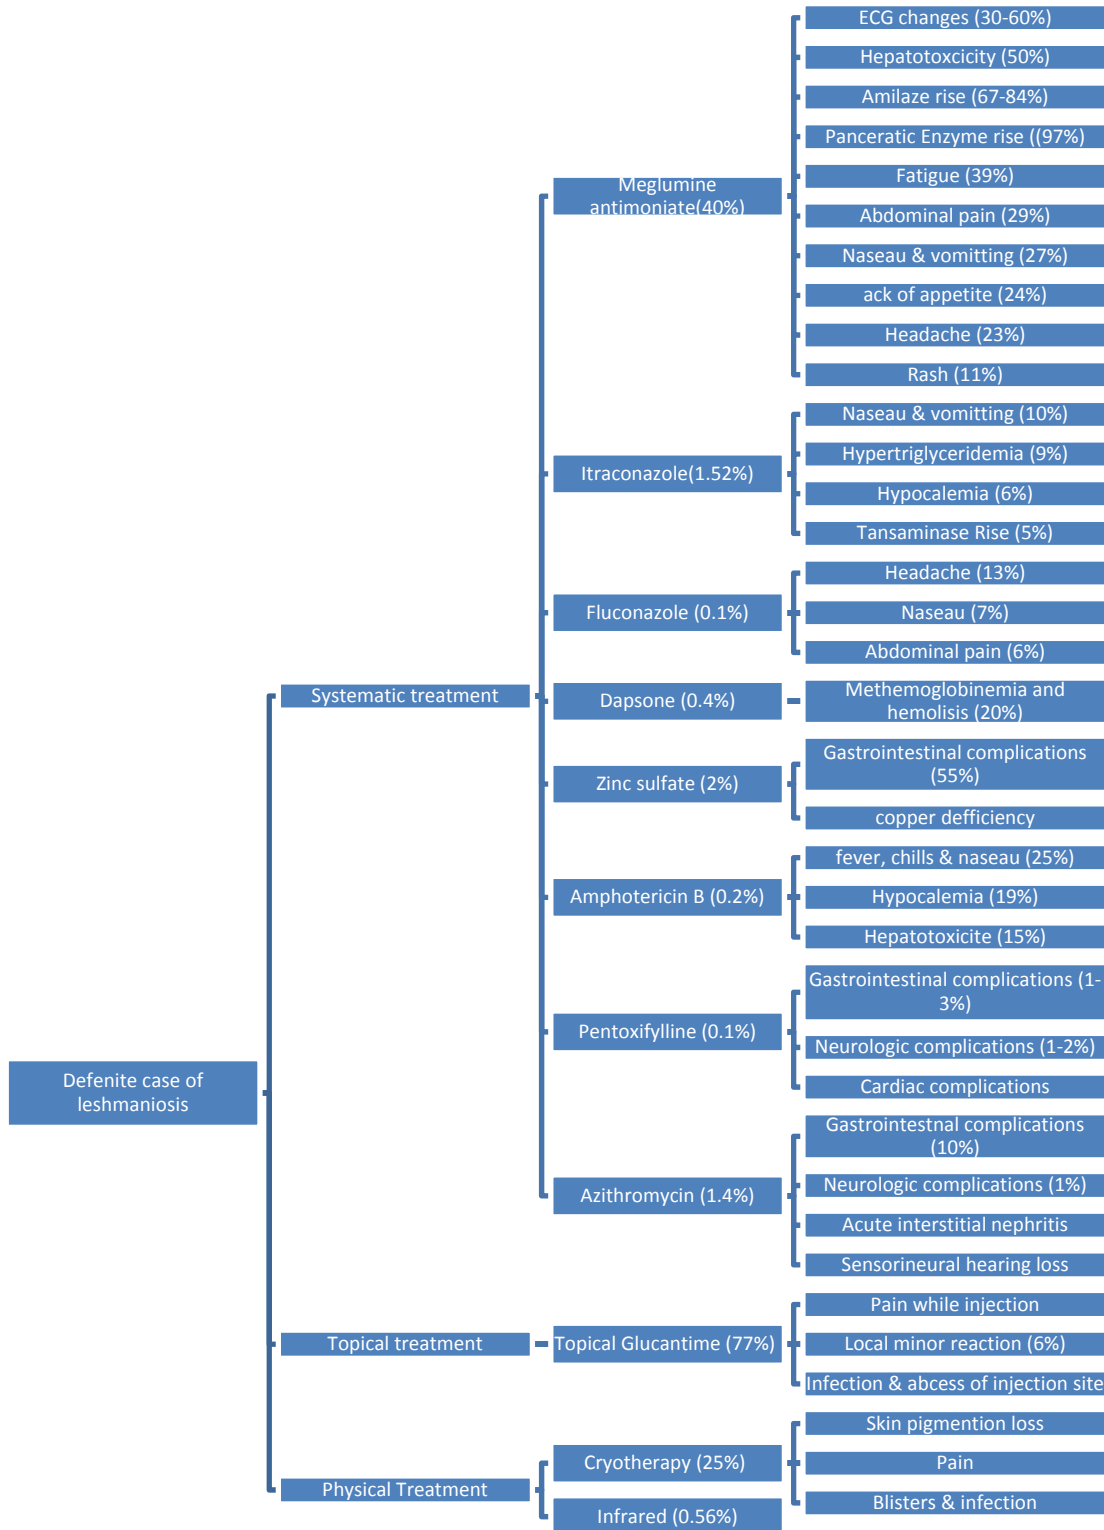 Defenite case of
leshmaniosis
Systematic treatment
Meglumine
antimoniate(40%)
ECG changes (30-60%)
Hepatotoxcicity (50%)
Amilaze rise (67-84%)
Panceratic Enzyme rise ((97%)
Fatigue (39%)
Abdominal pain (29%)
Naseau & vomitting (27%)
ack of appetite (24%)
Headache (23%)
Rash (11%)
Itraconazole(1.52%)
Naseau & vomitting (10%)
Hypertriglyceridemia (9%)
Hypocalemia (6%)
Tansaminase Rise (5%)
Fluconazole (0.1%)
Headache (13%)
Naseau (7%)
Abdominal pain (6%)
Dapsone (0.4%)
Methemoglobinemia and
hemolisis (20%)
Zinc sulfate (2%)
Gastrointestinal complications
(55%)
copper defficiency
Amphotericin B (0.2%)
fever, chills & naseau (25%)
Hypocalemia (19%)
Hepatotoxicite (15%)
Pentoxifylline (0.1%)
Gastrointestinal complications (1-
3%)
Neurologic complications (1-2%)
Cardiac complications
Azithromycin (1.4%)
Gastrointestnal complications
(10%)
Neurologic complications (1%)
Acute interstitial nephritis
Sensorineural hearing loss
Topical treatment
Topical Glucantime (77%)
Pain while injection
Local minor reaction (6%)
Infection & abcess of injection site
Physical Treatment
Cryotherapy (25%)
Skin pigmention loss
Pain
Blisters & infection
Infrared (0.56%)